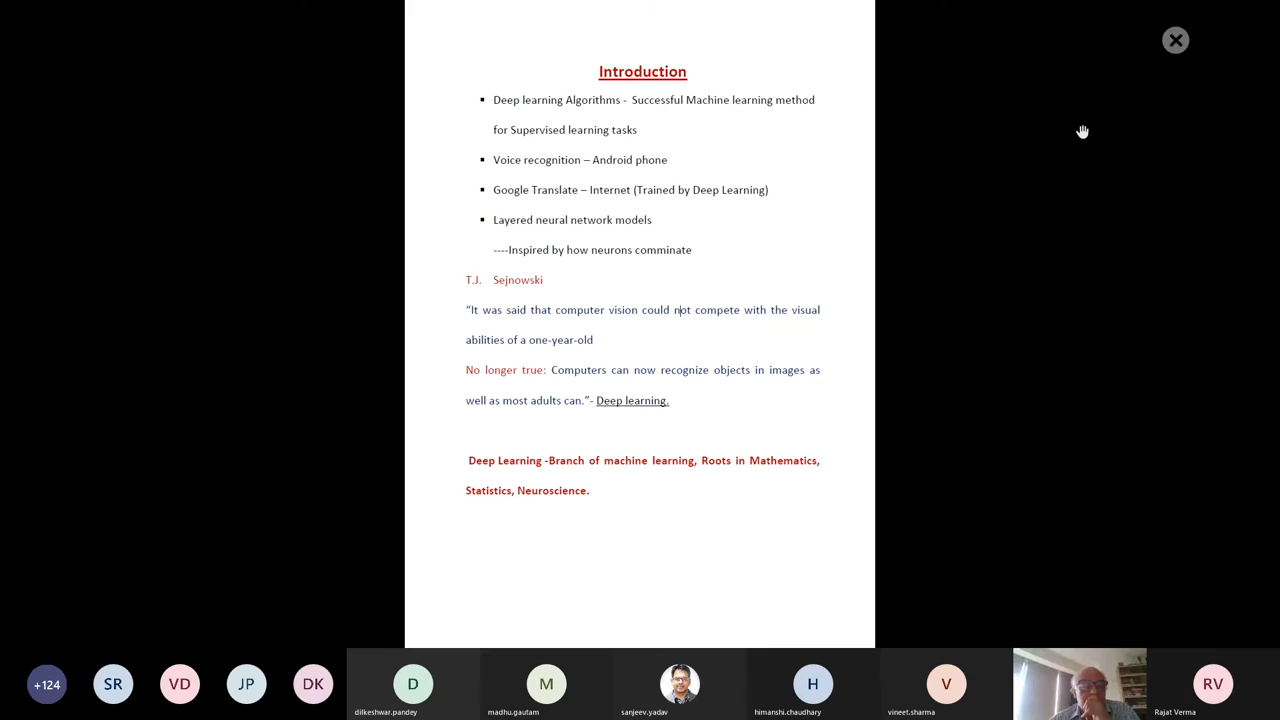 Introduction
▪ Deep learning Algorithms - Successful Machine learning method
for Supervised learning tasks
▪ Voice recognition – Android phone
▪ Google Translate – Internet (Trained by Deep Learning)
▪ Layered neural network models
----Inspired by how neurons comminate
T.J. Sejnowski
“It was said that computer vision could not compete with the visual
abilities of a one-year-old
No longer true: Computers can now recognize objects in images as
well as most adults can.”- Deep learning.
Deep Learning -Branch of machine learning, Roots in Mathematics,
Statistics, Neuroscience.
+124 SR VD JP DK D M H V RV
dilkeshwar.pandey madhu.gautam sanjeev.yadav himanshi.chaudhary vineet.sharma Rajat Verma